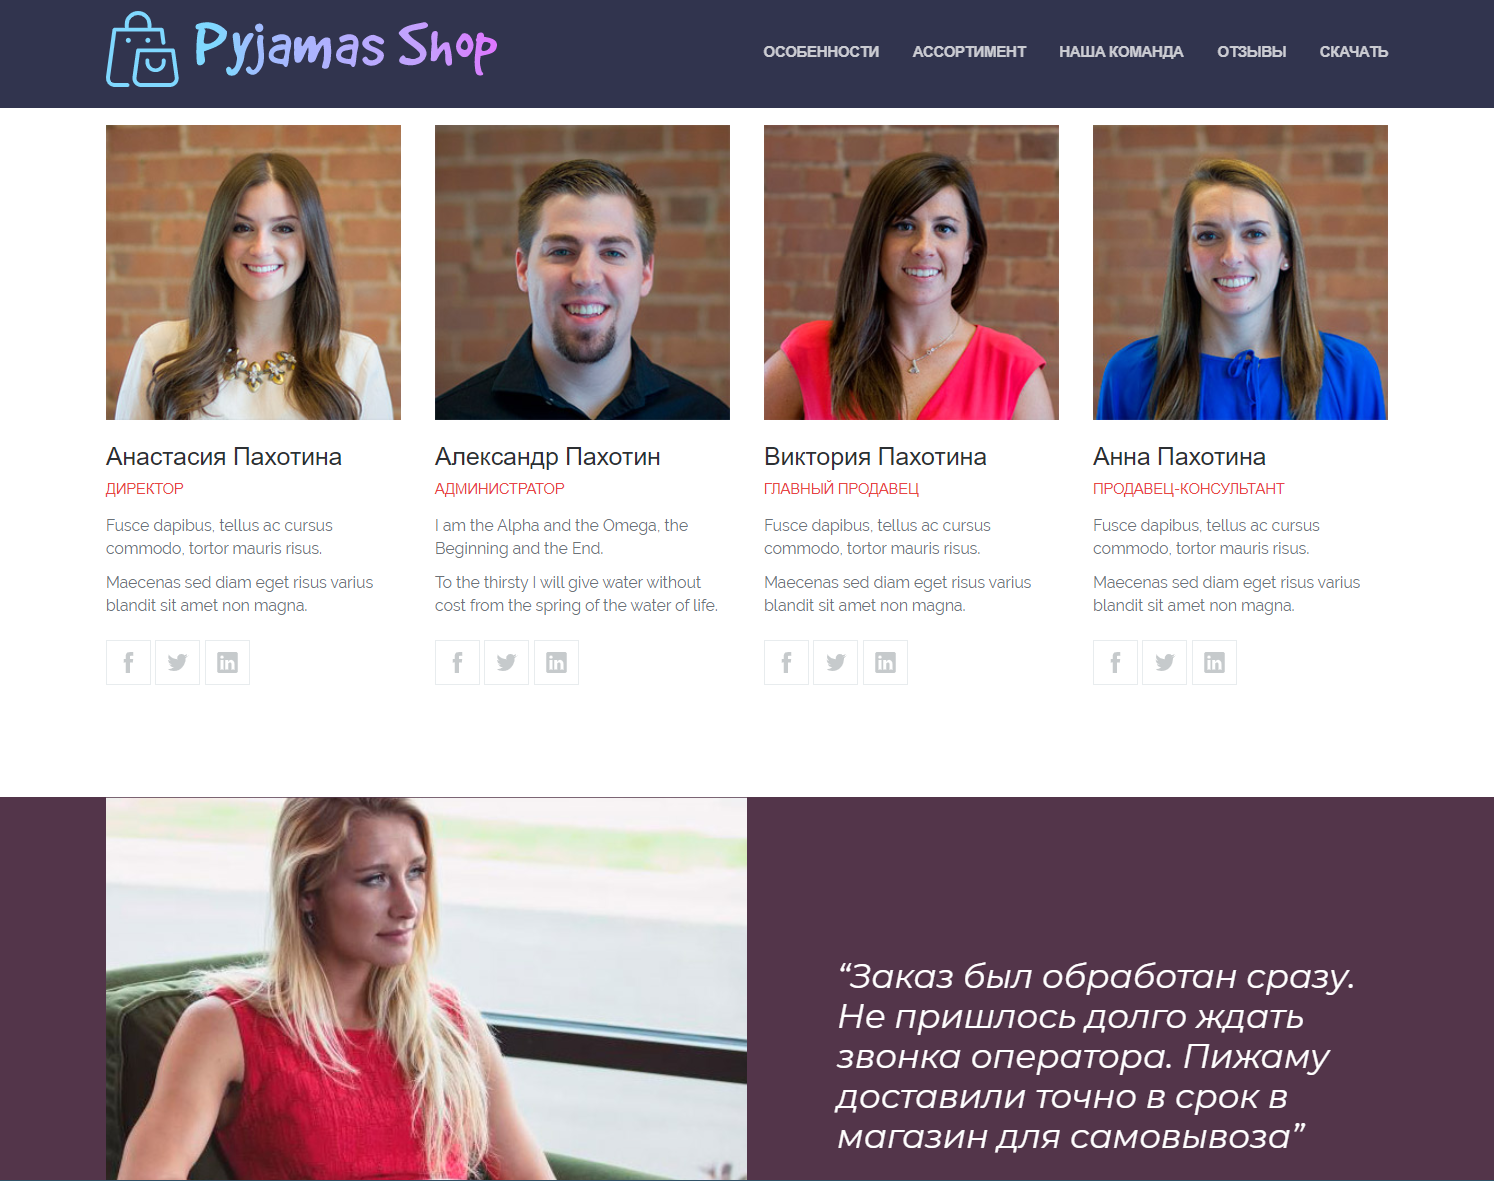 Pyjamas Shop
ОСОБЕННОСТИ АССОРТИМЕНТ НАША КОМАНДА ОТЗЫВЫ СКАЧАТЬ
Анастасия Пахотина
ДИРЕКТОР
Fusce dapibus, tellus ac cursus
commodo, tortor mauris risus.
Maecenas sed diam eget risus varius
blandit sit amet non magna.
Александр Пахотин
АДМИНИСТРАТОР
I am the Alpha and the Omega, the
Beginning and the End.
To the thirsty I will give water without
cost from the spring of the water of life.
Виктория Пахотина
ГЛАВНЫЙ ПРОДАВЕЦ
Fusce dapibus, tellus ac cursus
commodo, tortor mauris risus.
Maecenas sed diam eget risus varius
blandit sit amet non magna.
Анна Пахотина
ПРОДАВЕЦ-КОНСУЛЬТАНТ
Fusce dapibus, tellus ac cursus
commodo, tortor mauris risus.
Maecenas sed diam eget risus varius
blandit sit amet non magna.
“Заказ был обработан сразу.
Не пришлось долго ждать
звонка оператора. Пижаму
доставили точно в срок в
магазин для самовывоза”